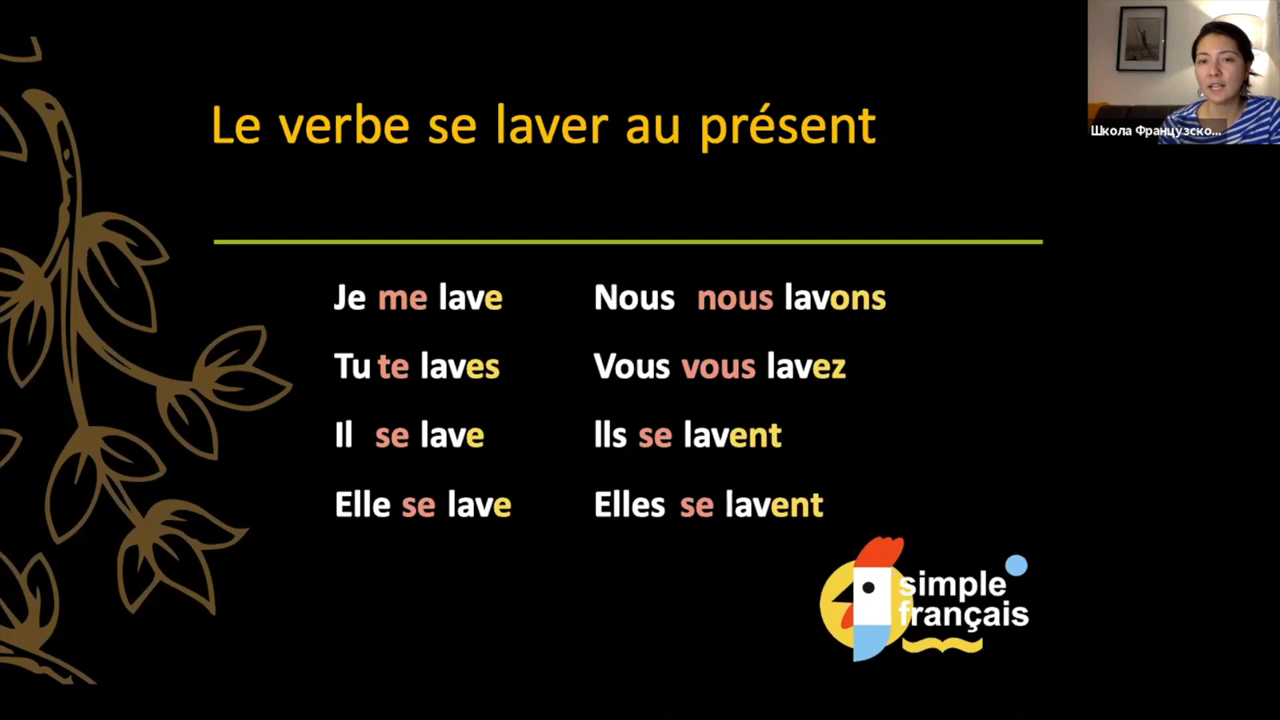 Le verbe se laver au présent
Школа Французско...
Je me lave
Tu te laves
Il se lave
Elle se lave
Nous nous lavons
Vous vous lavez
Ils se lavent
Elles se lavent
simple
français